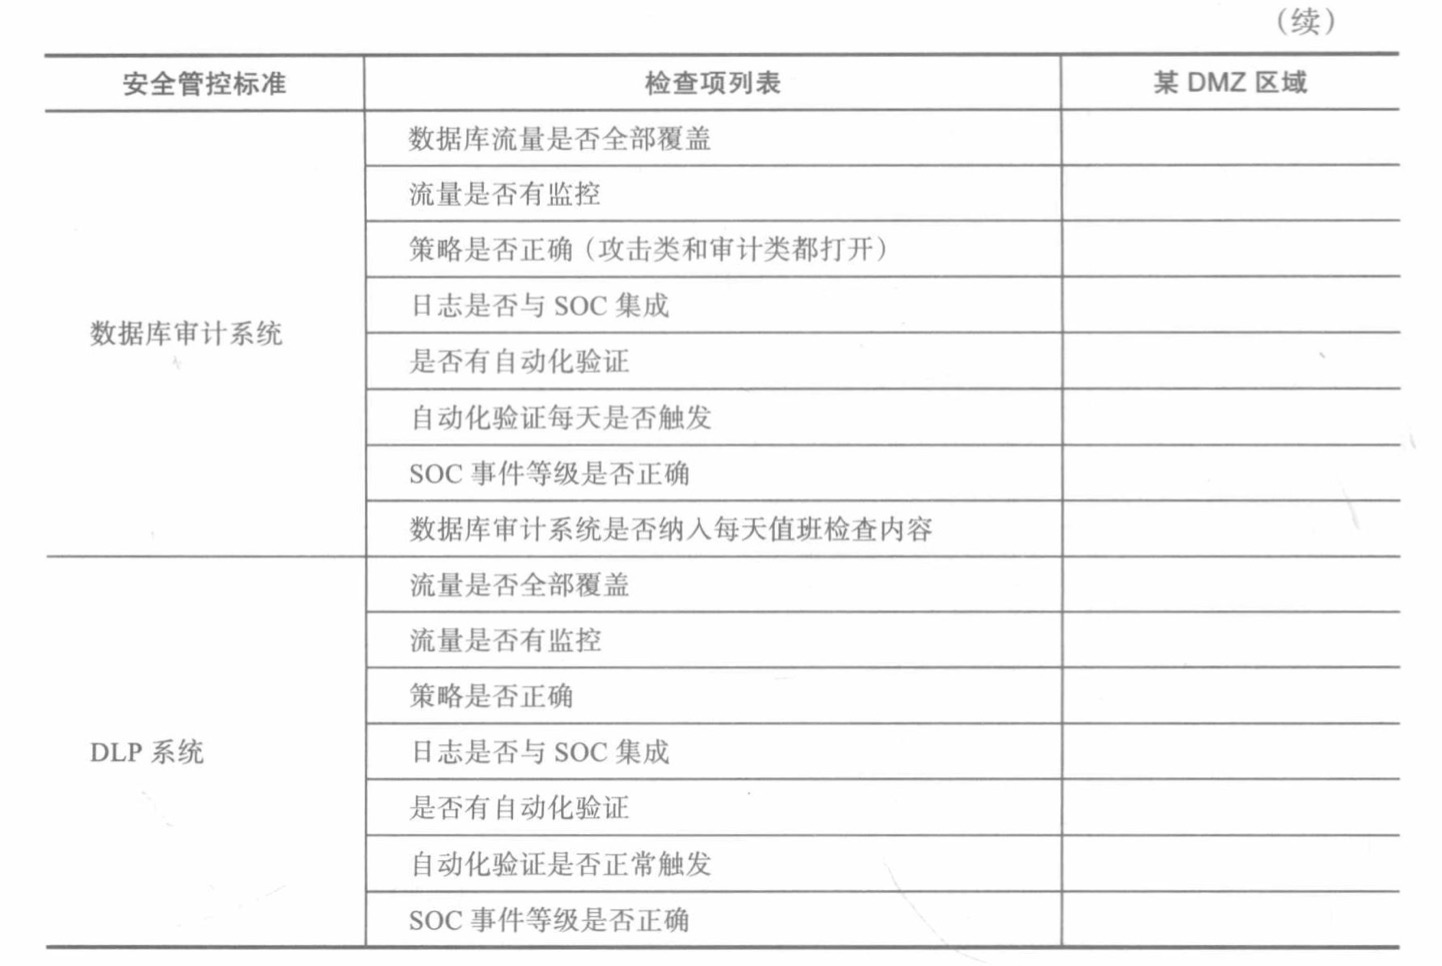 （续）
安全管控标准 检查项列表 某 DMZ 区域
数据库审计系统
数据库流量是否全部覆盖
流量是否有监控
策略是否正确（攻击类和审计类都打开）
日志是否与 SOC 集成
是否有自动化验证
自动化验证每天是否触发
SOC 事件等级是否正确
数据库审计系统是否纳入每天值班检查内容
DLP 系统
流量是否全部覆盖
流量是否有监控
策略是否正确
日志是否与 SOC 集成
是否有自动化验证
自动化验证是否正常触发
SOC 事件等级是否正确